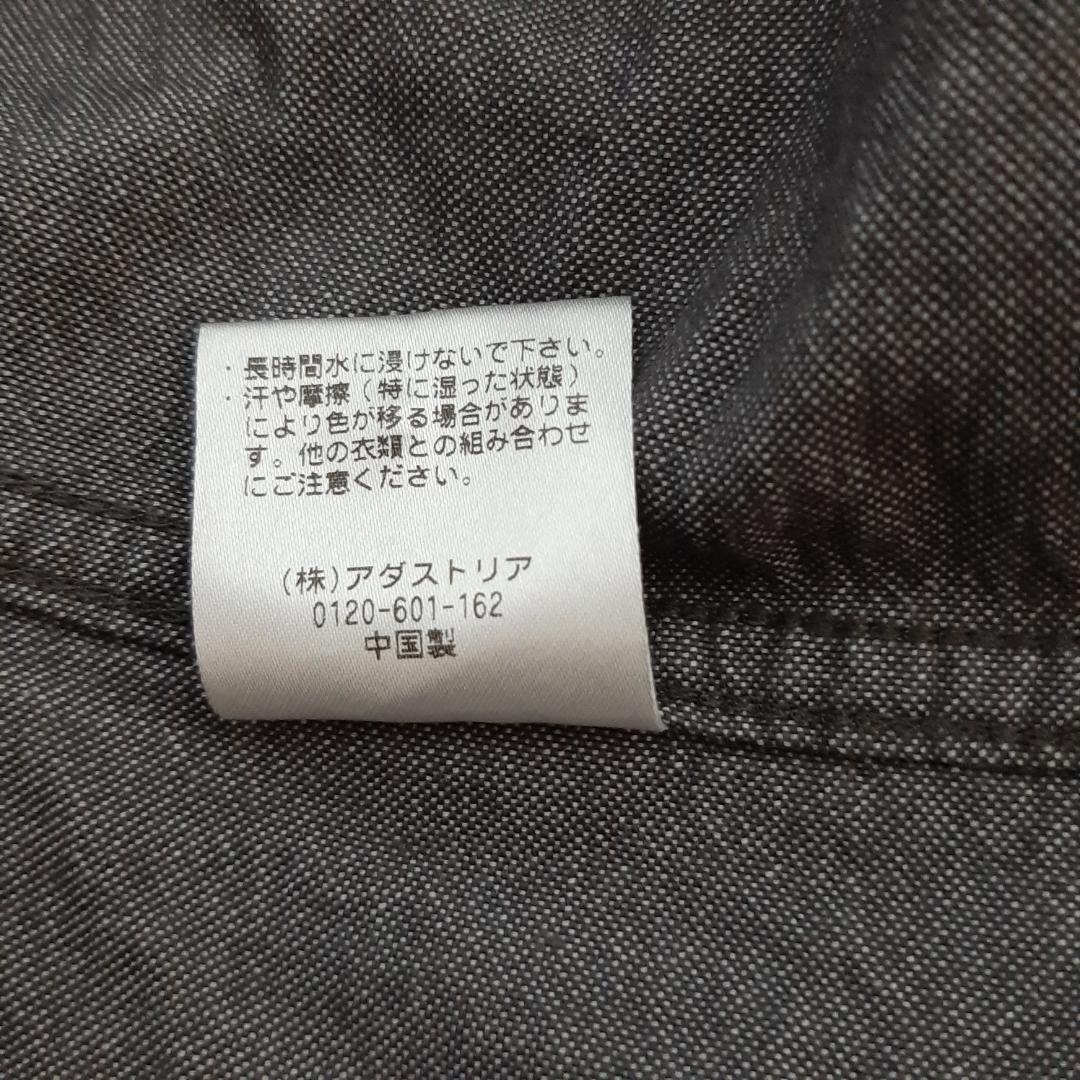 ・長時間水に浸けないで下さい。
・汗や摩擦（特に湿った状態）
により色が移る場合がありま
す。他の衣類との組み合わせ
にご注意ください。
(株)アダストリア
0120-601-162
中国製